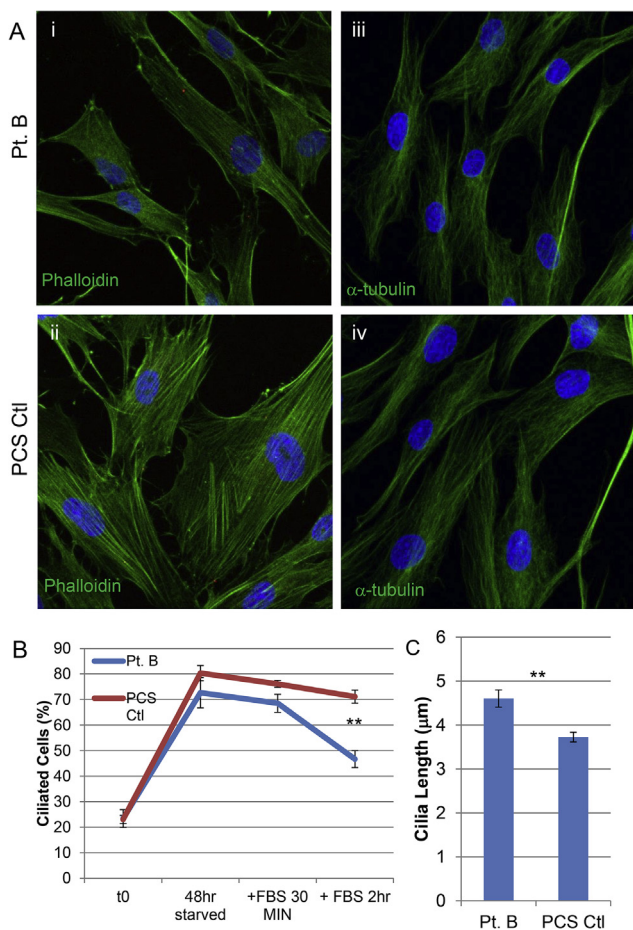 A
i
iii
Pt. B
Phalloidin
α-tubulin
ii
iv
PCS Ctl
Phalloidin
α-tubulin
B
Ciliated Cells (%)
90
80
70
60
50
40
30
20
10
0
Pt. B
PCS
Ctl
**
t0
48hr
starved
+FBS 30
MIN
+ FBS 2hr
C
Cilia Length (μm)
6
5
4
3
2
1
0
**
Pt. B
PCS Ctl